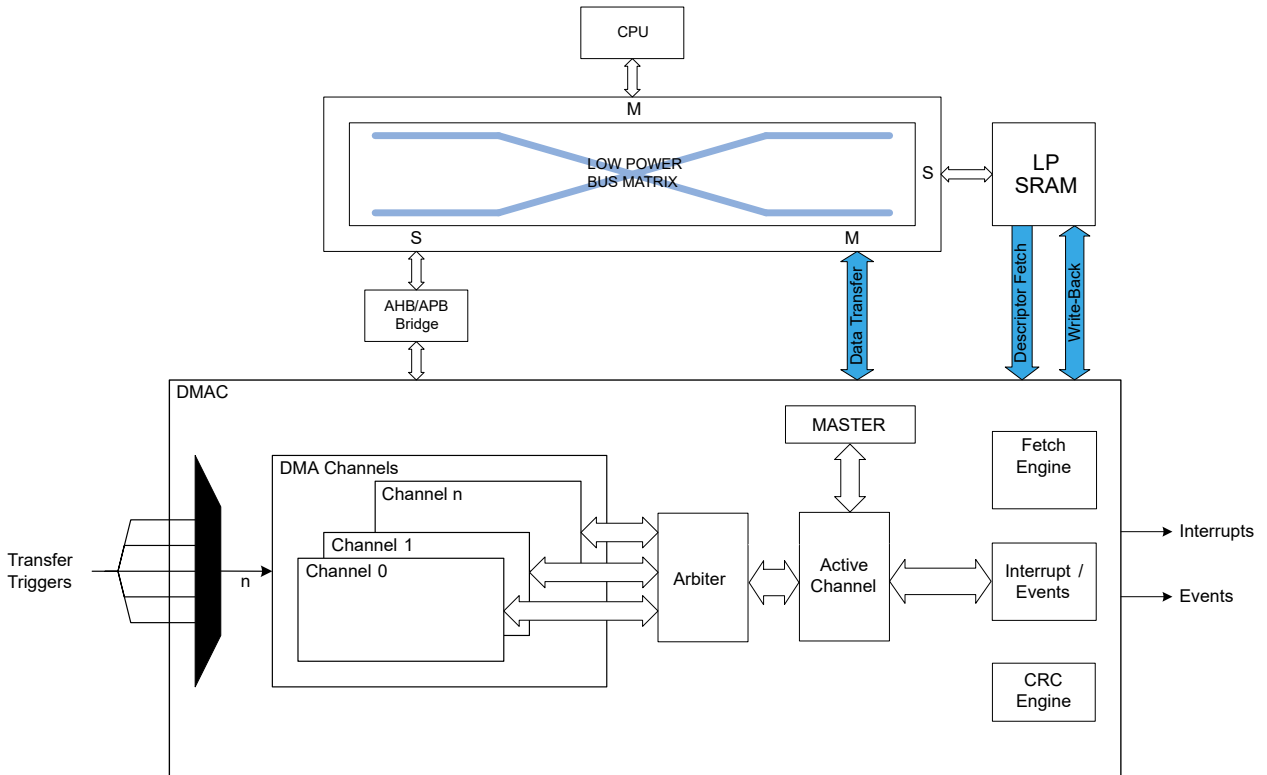 CPU
M
LOW POWER
BUS MATRIX
S
LP
SRAM
S
M
AHB/APB
Bridge
Data Transfer
Descriptor Fetch
Write-Back
DMAC
MASTER
DMA Channels
Channel n
Channel 1
Channel 0
Fetch
Engine
Transfer
Triggers
n
Arbiter
Active
Channel
Interrupt /
Events
Interrupts
Events
CRC
Engine